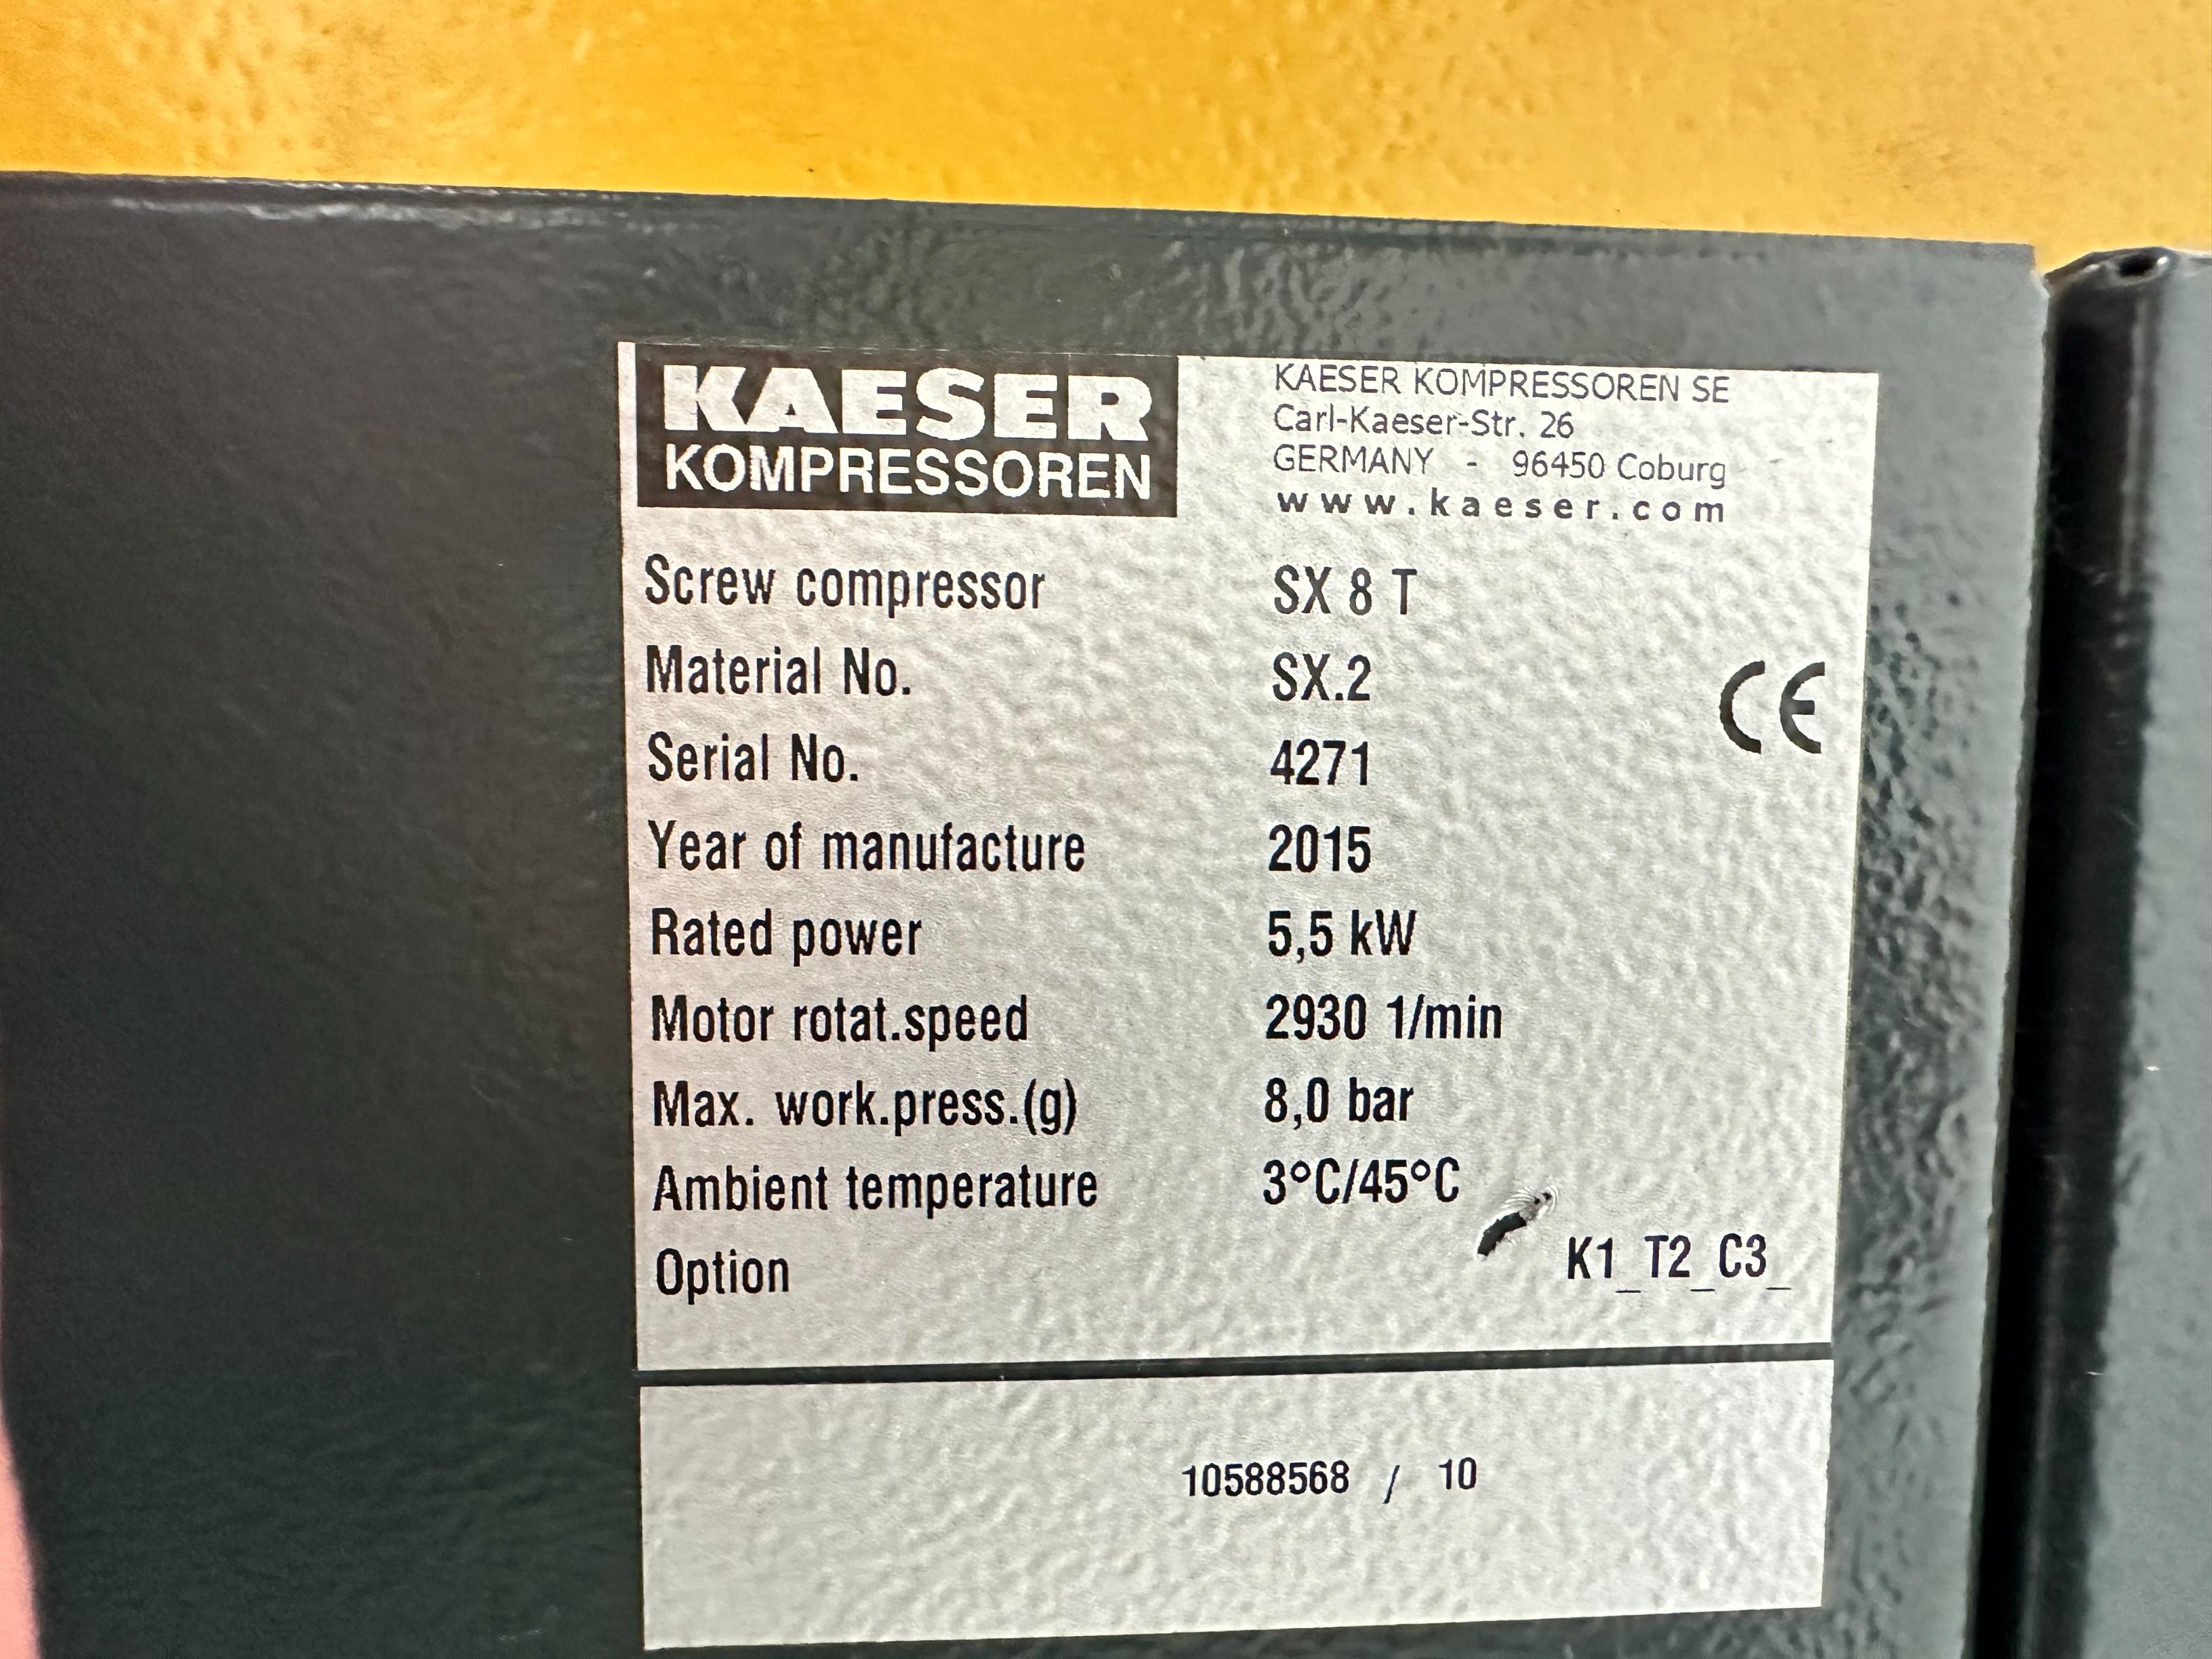 KAESER
KOMPRESSOREN
KAESER KOMPRESSOREN SE
Carl-Kaeser-Str. 26
GERMANY - 96450 Coburg
www.kaeser.com
Screw compressor SX 8 T
Material No. SX.2
CE
Serial No. 4271
Year of manufacture 2015
Rated power 5,5 kW
Motor rotat.speed 2930 1/min
Max. work.press.(g) 8,0 bar
Ambient temperature 3°C/45°C
Option K1_T2_C3_
10588568 / 10